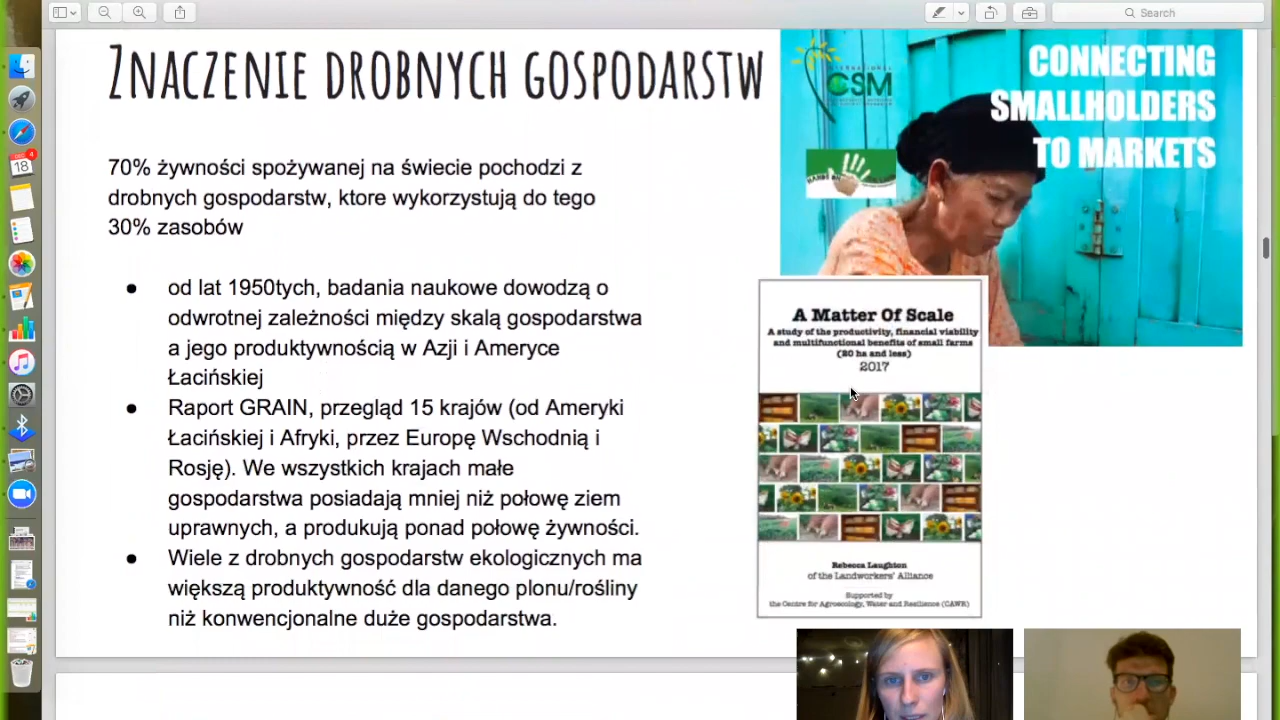 Search
18
4
ZNACZENIE DROBNYCH GOSPODARSTW
70% żywności spożywanej na świecie pochodzi z
drobnych gospodarstw, ktore wykorzystują do tego
30% zasobów
● od lat 1950tych, badania naukowe dowodzą o
odwrotnej zależności między skalą gospodarstwa
a jego produktywnością w Azji i Ameryce
Łacińskiej
● Raport GRAIN, przegląd 15 krajów (od Ameryki
Łacińskiej i Afryki, przez Europę Wschodnią i
Rosję). We wszystkich krajach małe
gospodarstwa posiadają mniej niż połowę ziem
uprawnych, a produkują ponad połowę żywności.
● Wiele z drobnych gospodarstw ekologicznych ma
większą produktywność dla danego plonu/rośliny
niż konwencjonalne duże gospodarstwa.
INTERNATIONAL
CSM
CONNECTING
SMALLHOLDERS
TO MARKETS
HANDS ON
A Matter Of Scale
A study of the productivity, financial viability
and multifunctional benefits of small farms
(20 ha and less)
2017
Rebecca Laughton
of the Landworkers' Alliance
Supported by
the Centre for Agroecology, Water and Resilience (CAWR)